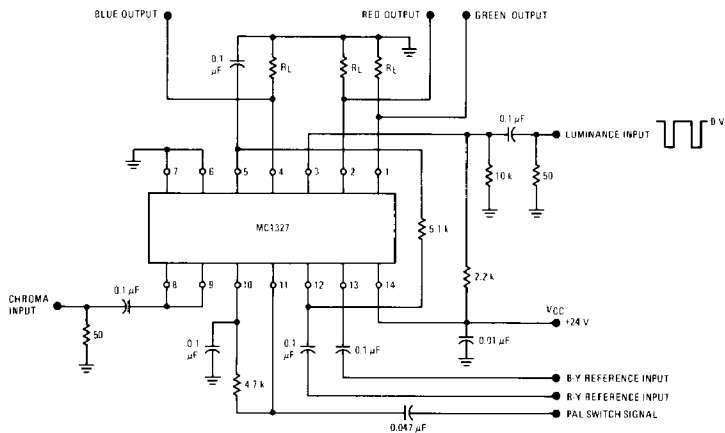 BLUE OUTPUT
RED OUTPUT
GREEN OUTPUT
0.1
μF
RL
RL
RL
0.1 μF
0 V
LUMINANCE INPUT
10 k
50
7
6
5
4
3
2
1
MC1327
5.1 k
2.2 k
8
9
10
11
12
13
14
CHROMA
INPUT
0.1 μF
50
VCC
+24 V
0.01 μF
0.1
μF
0.1
μF
0.1 μF
4.7 k
B-Y REFERENCE INPUT
R-Y REFERENCE INPUT
PAL SWITCH SIGNAL
0.047 μF